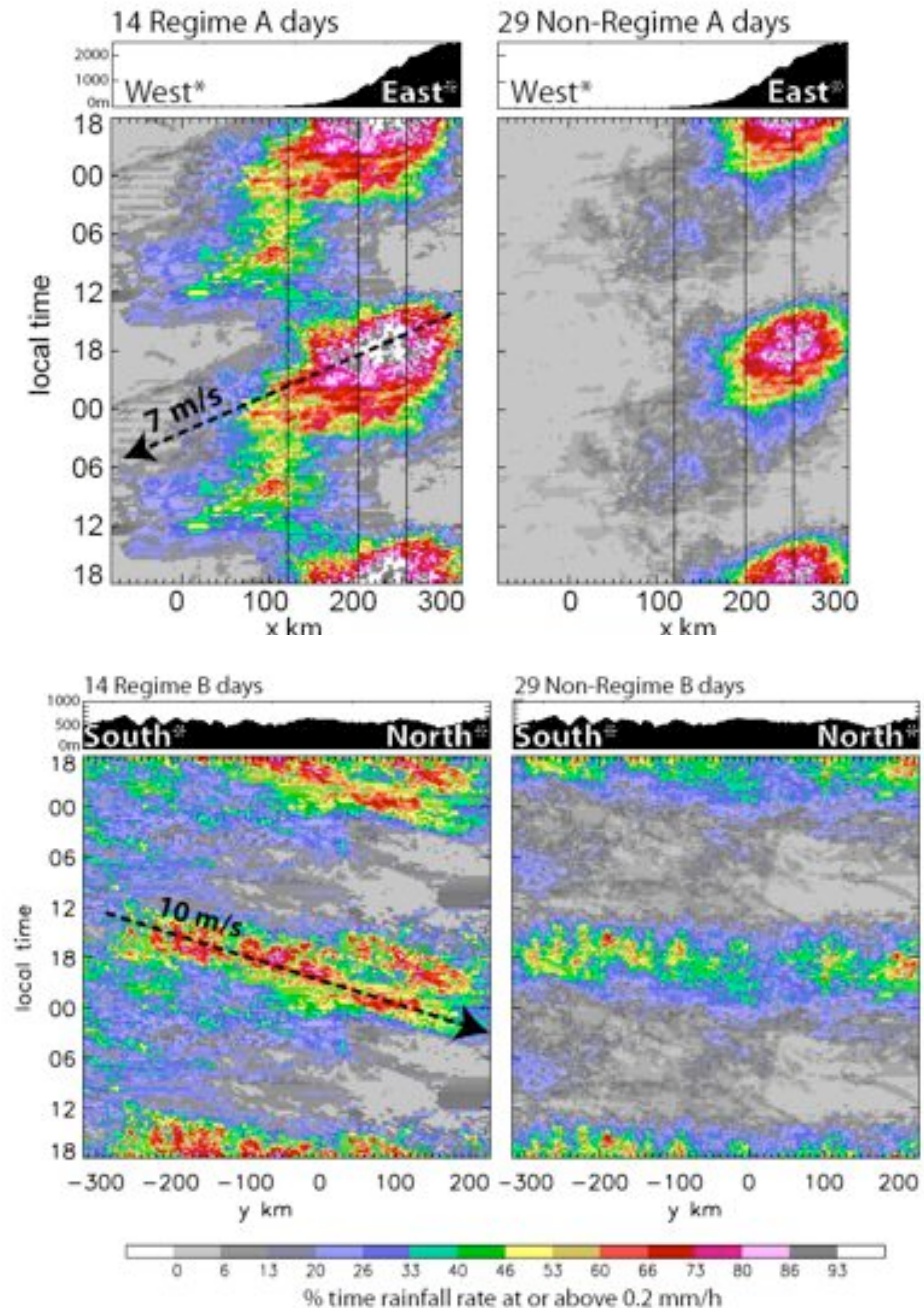 14 Regime A days
29 Non-Regime A days
2000
1000
0m
West*
East*
West*
East*
18
00
06
12
18
00
06
12
18
local time
7 m/s
0 100 200 300
x km
0 100 200 300
x km
14 Regime B days
29 Non-Regime B days
1000
500
0m
South*
North*
South*
North*
18
00
06
12
18
00
06
12
18
local time
10 m/s
-300 -200 -100 0 100 200
y km
-300 -200 -100 0 100 200
y km
0 6 13 20 26 33 40 46 53 60 66 73 80 86 93
% time rainfall rate at or above 0.2 mm/h